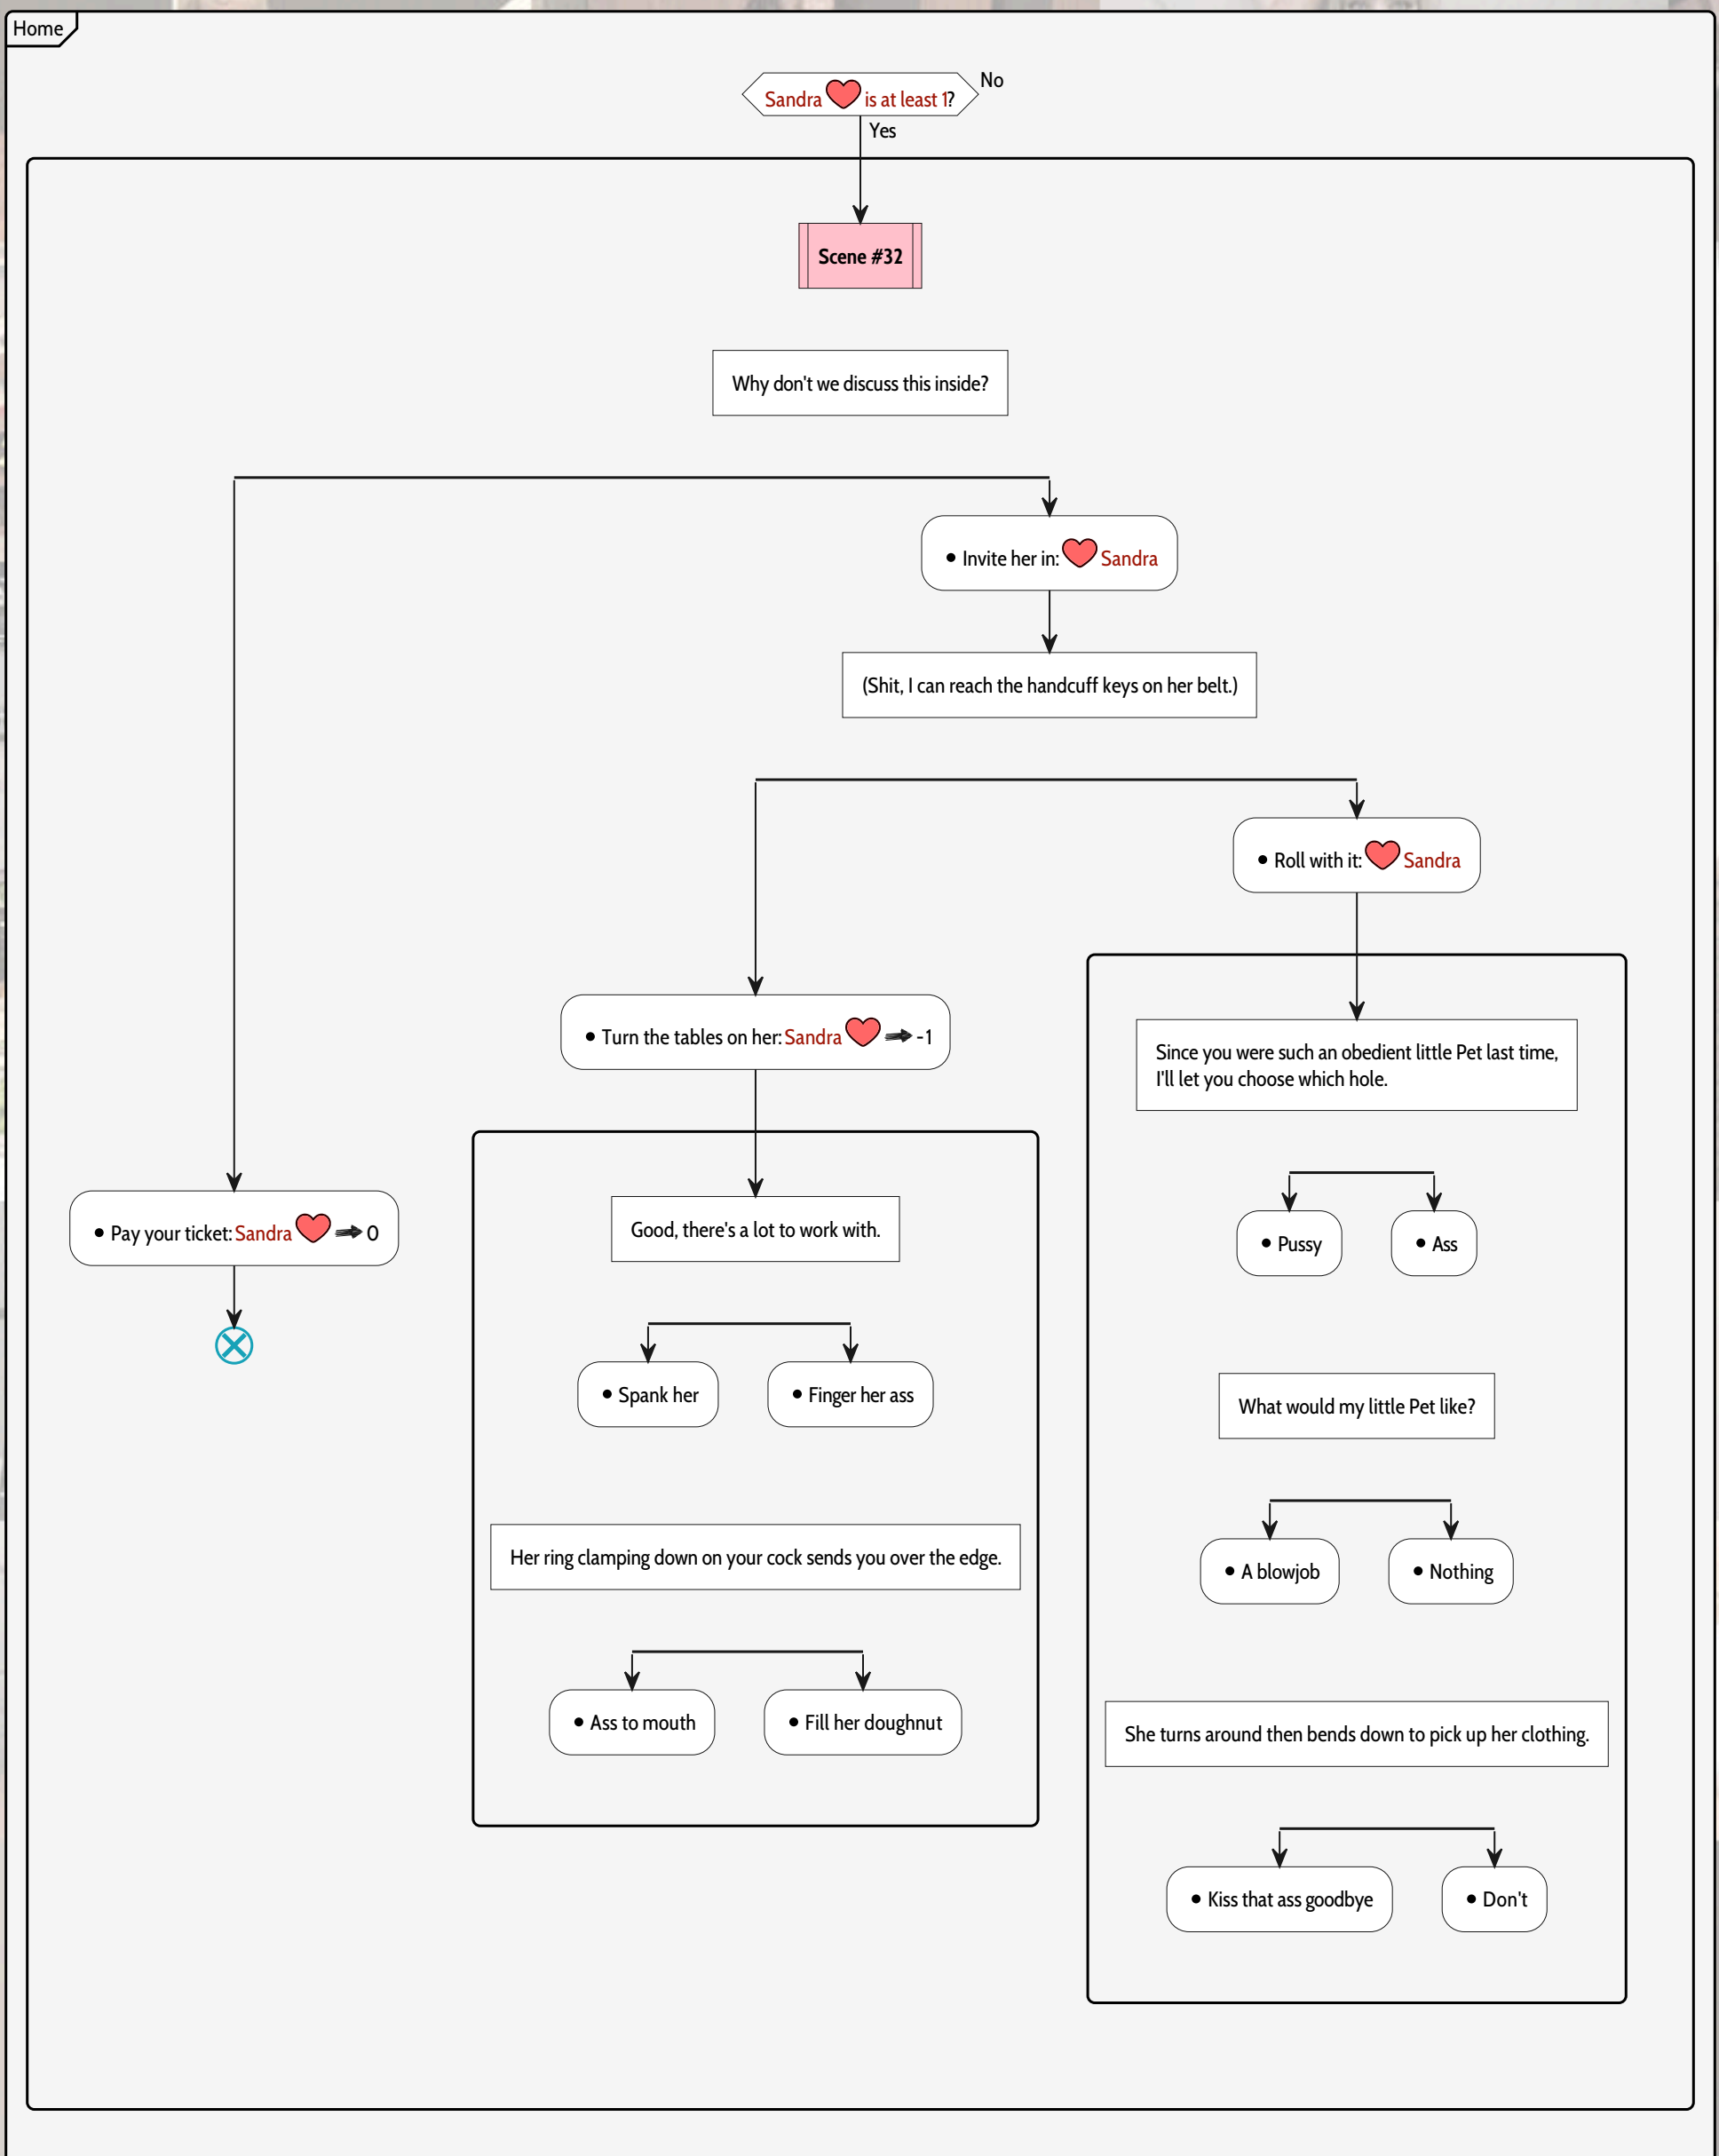 Home
Sandra is at least 1?
No
Yes
Scene #32
Why don't we discuss this inside?
• Invite her in: Sandra
(Shit, I can reach the handcuff keys on her belt.)
• Roll with it: Sandra
• Turn the tables on her: Sandra -1
Since you were such an obedient little Pet last time,
I'll let you choose which hole.
• Pay your ticket: Sandra 0
Good, there's a lot to work with.
• Pussy
• Ass
• Spank her
• Finger her ass
What would my little Pet like?
Her ring clamping down on your cock sends you over the edge.
• A blowjob
• Nothing
• Ass to mouth
• Fill her doughnut
She turns around then bends down to pick up her clothing.
• Kiss that ass goodbye
• Don't